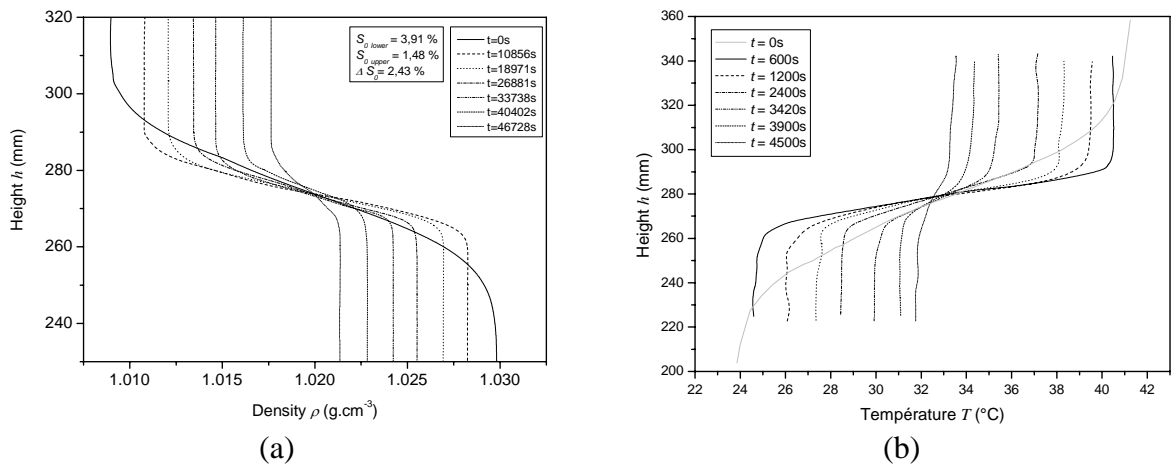 320
300
280
260
240
Height h (mm)
1.010
1.015
1.020
1.025
1.030
Density ρ (g.cm⁻³)
S₀ lower = 3,91 %
S₀ upper = 1,48 %
Δ S₀ = 2,43 %
t=0s
t=10856s
t=18971s
t=26881s
t=33738s
t=40402s
t=46728s
(a)
360
340
320
300
280
260
240
220
200
Height h (mm)
22
24
26
28
30
32
34
36
38
40
42
Température T (°C)
t = 0s
t = 600s
t = 1200s
t = 2400s
t = 3420s
t = 3900s
t = 4500s
(b)